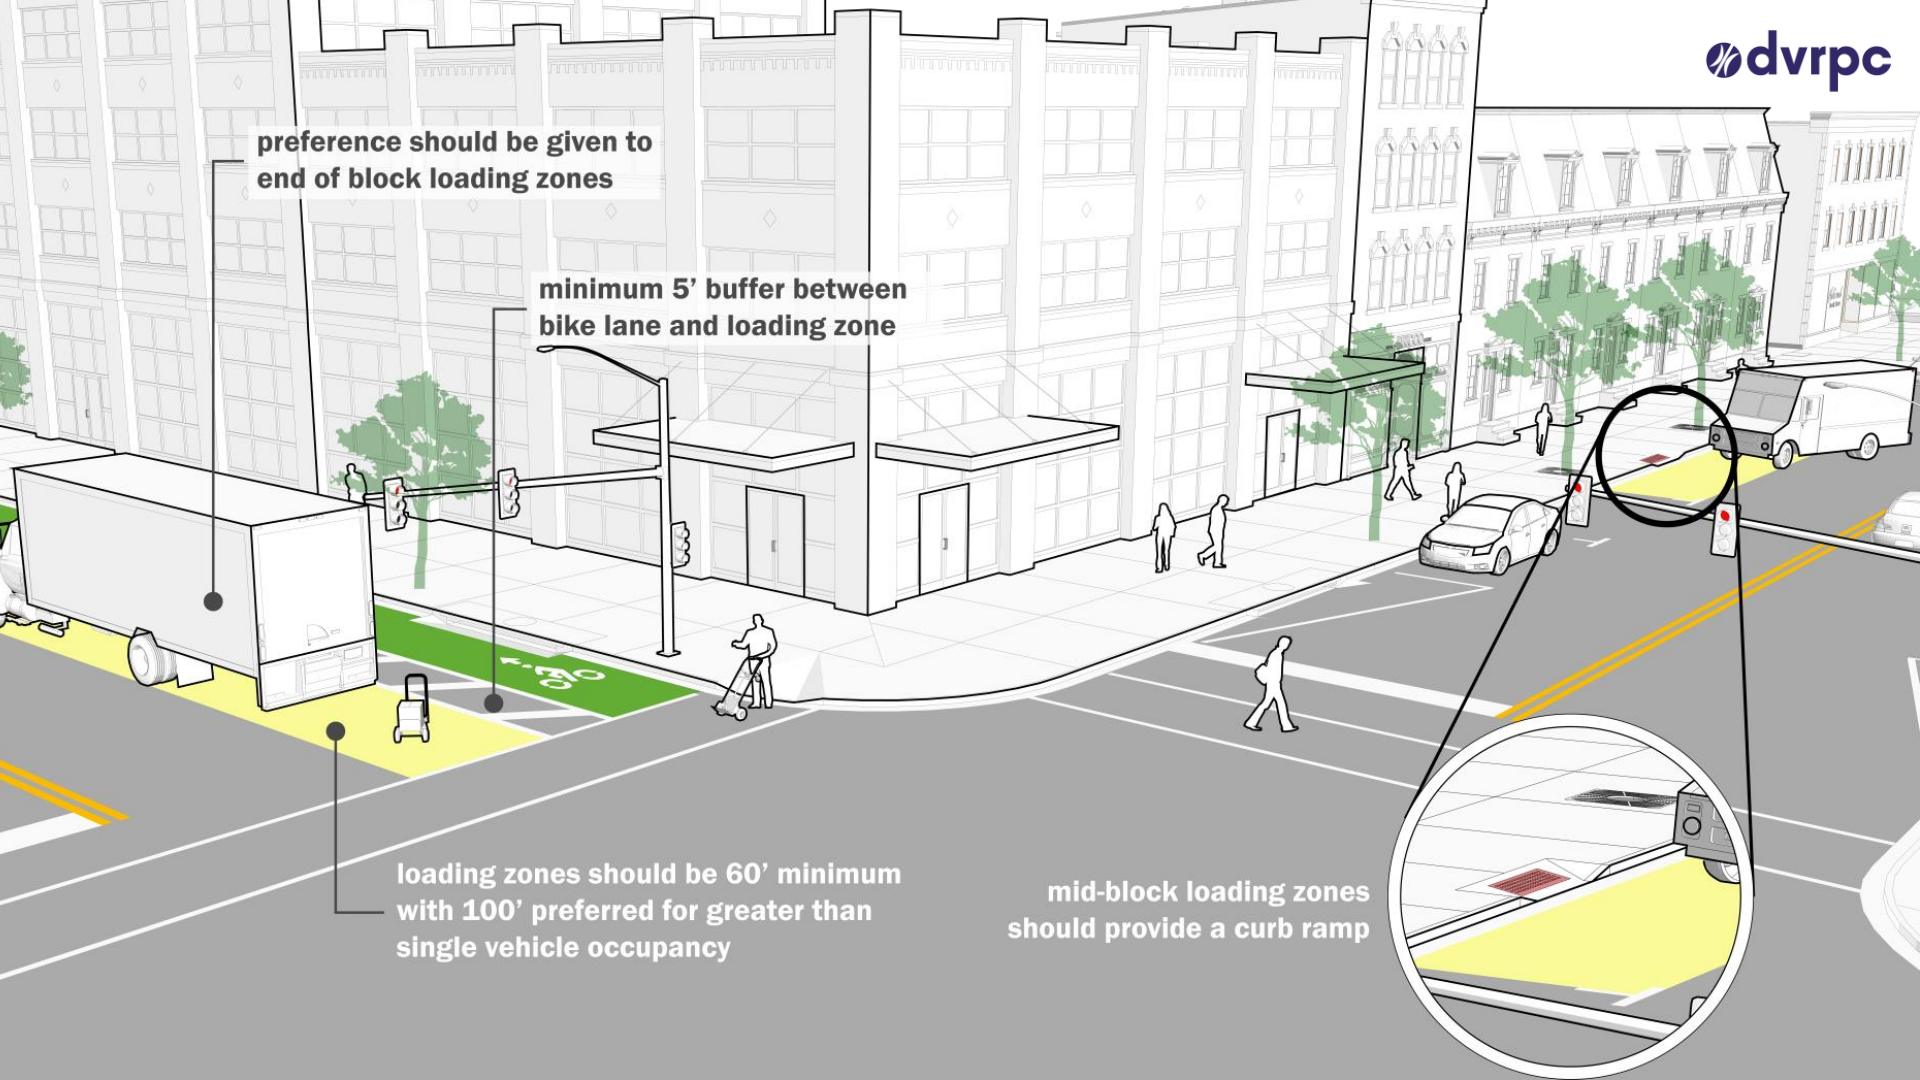 dvrpc
preference should be given to
end of block loading zones
minimum 5’ buffer between
bike lane and loading zone
loading zones should be 60’ minimum
with 100’ preferred for greater than
single vehicle occupancy
mid-block loading zones
should provide a curb ramp